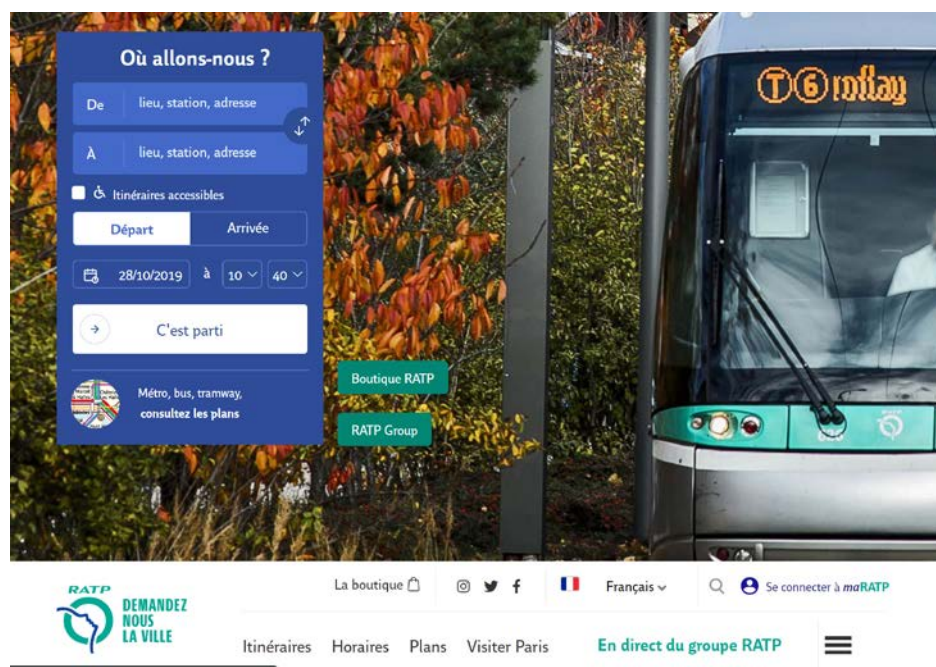 Où allons-nous ?
De lieu, station, adresse
À lieu, station, adresse
Itinéraires accessibles
Départ Arrivée
28/10/2019 à 10 40
C'est parti
Métro, bus, tramway,
consultez les plans
Boutique RATP
RATP Group
T 6
RATP
La boutique Français Se connecter à maRATP
RATP
DEMANDEZ
NOUS
LA VILLE
Itinéraires Horaires Plans Visiter Paris En direct du groupe RATP